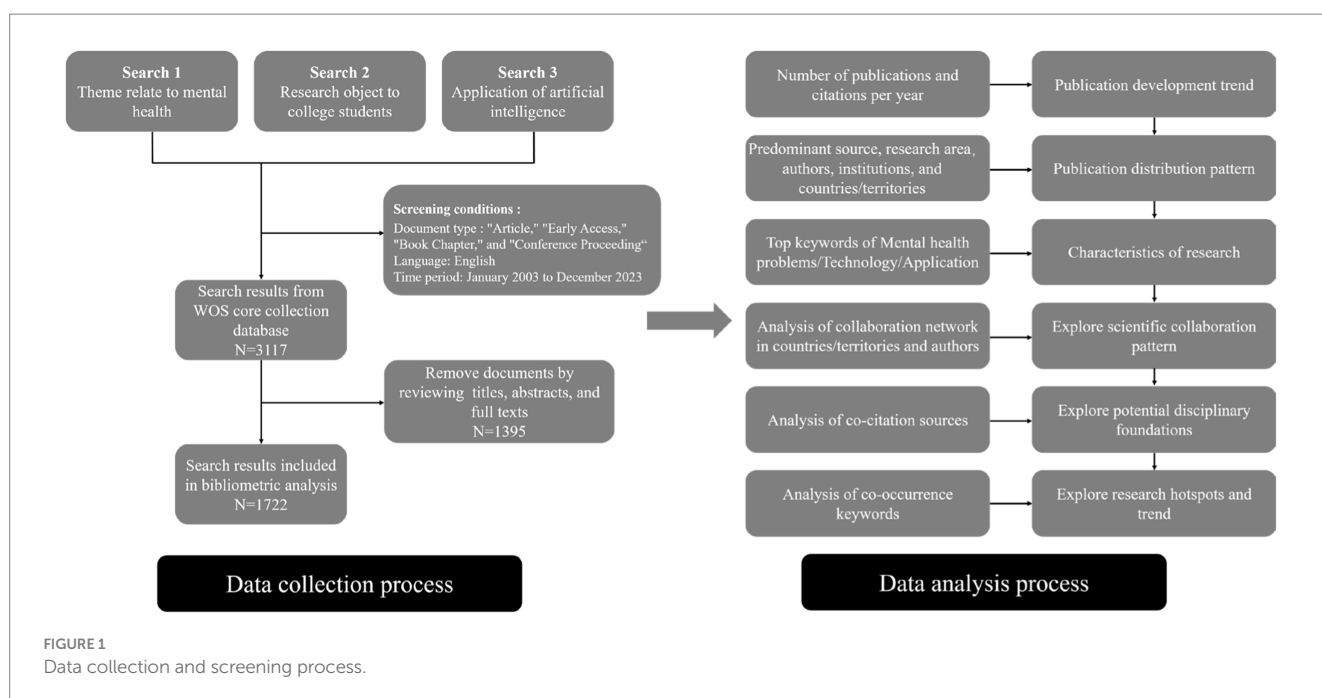 Search 1
Theme relate to mental
health
Search 2
Research object to
college students
Search 3
Application of artificial
intelligence
Screening conditions :
Document type : "Article," "Early Access,"
"Book Chapter," and "Conference Proceeding“
Language: English
Time period: January 2003 to December 2023
Search results from
WOS core collection
database
N=3117
Remove documents by
reviewing titles, abstracts, and
full texts
N=1395
Search results included
in bibliometric analysis
N=1722
Data collection process
Number of publications and
citations per year
Publication development trend
Predominant source, research area,
authors, institutions, and
countries/territories
Publication distribution pattern
Top keywords of Mental health
problems/Technology/Application
Characteristics of research
Analysis of collaboration network
in countries/territories and authors
Explore scientific collaboration
pattern
Analysis of co-citation sources
Explore potential disciplinary
foundations
Analysis of co-occurrence
keywords
Explore research hotspots and
trend
Data analysis process
FIGURE 1
Data collection and screening process.